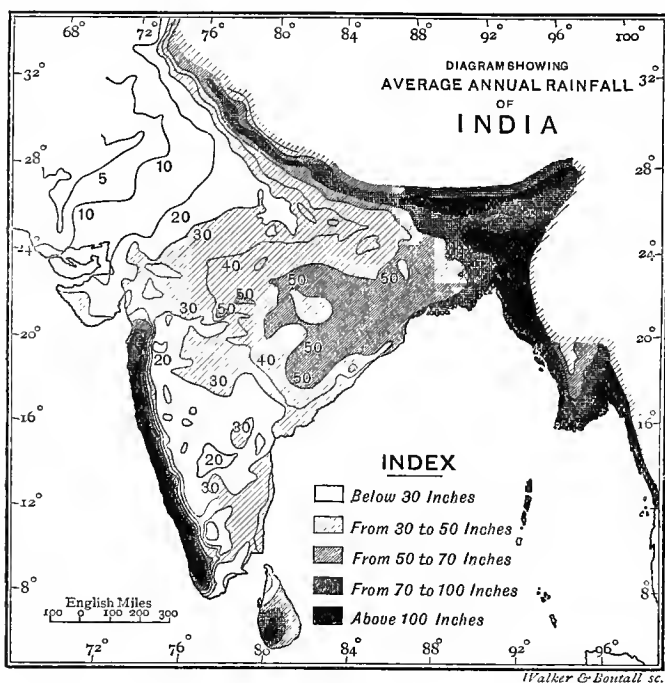 68° 72° 76° 80° 84° 88° 92° 96° 100°
DIAGRAM SHOWING
AVERAGE ANNUAL RAINFALL
OF
INDIA
32° 32°
28° 28°
24° 24°
20° 20°
16° 16°
12° 12°
8° 8°
5
10
10
20
30
40
50
50
30
50
50
20
40
50
30
50
30
20
30
INDEX
Below 30 Inches
From 30 to 50 Inches
From 50 to 70 Inches
From 70 to 100 Inches
Above 100 Inches
English Miles
100 0 100 200 300
72° 76° 80° 84° 88° 92° 96°
Walker & Boutall sc.